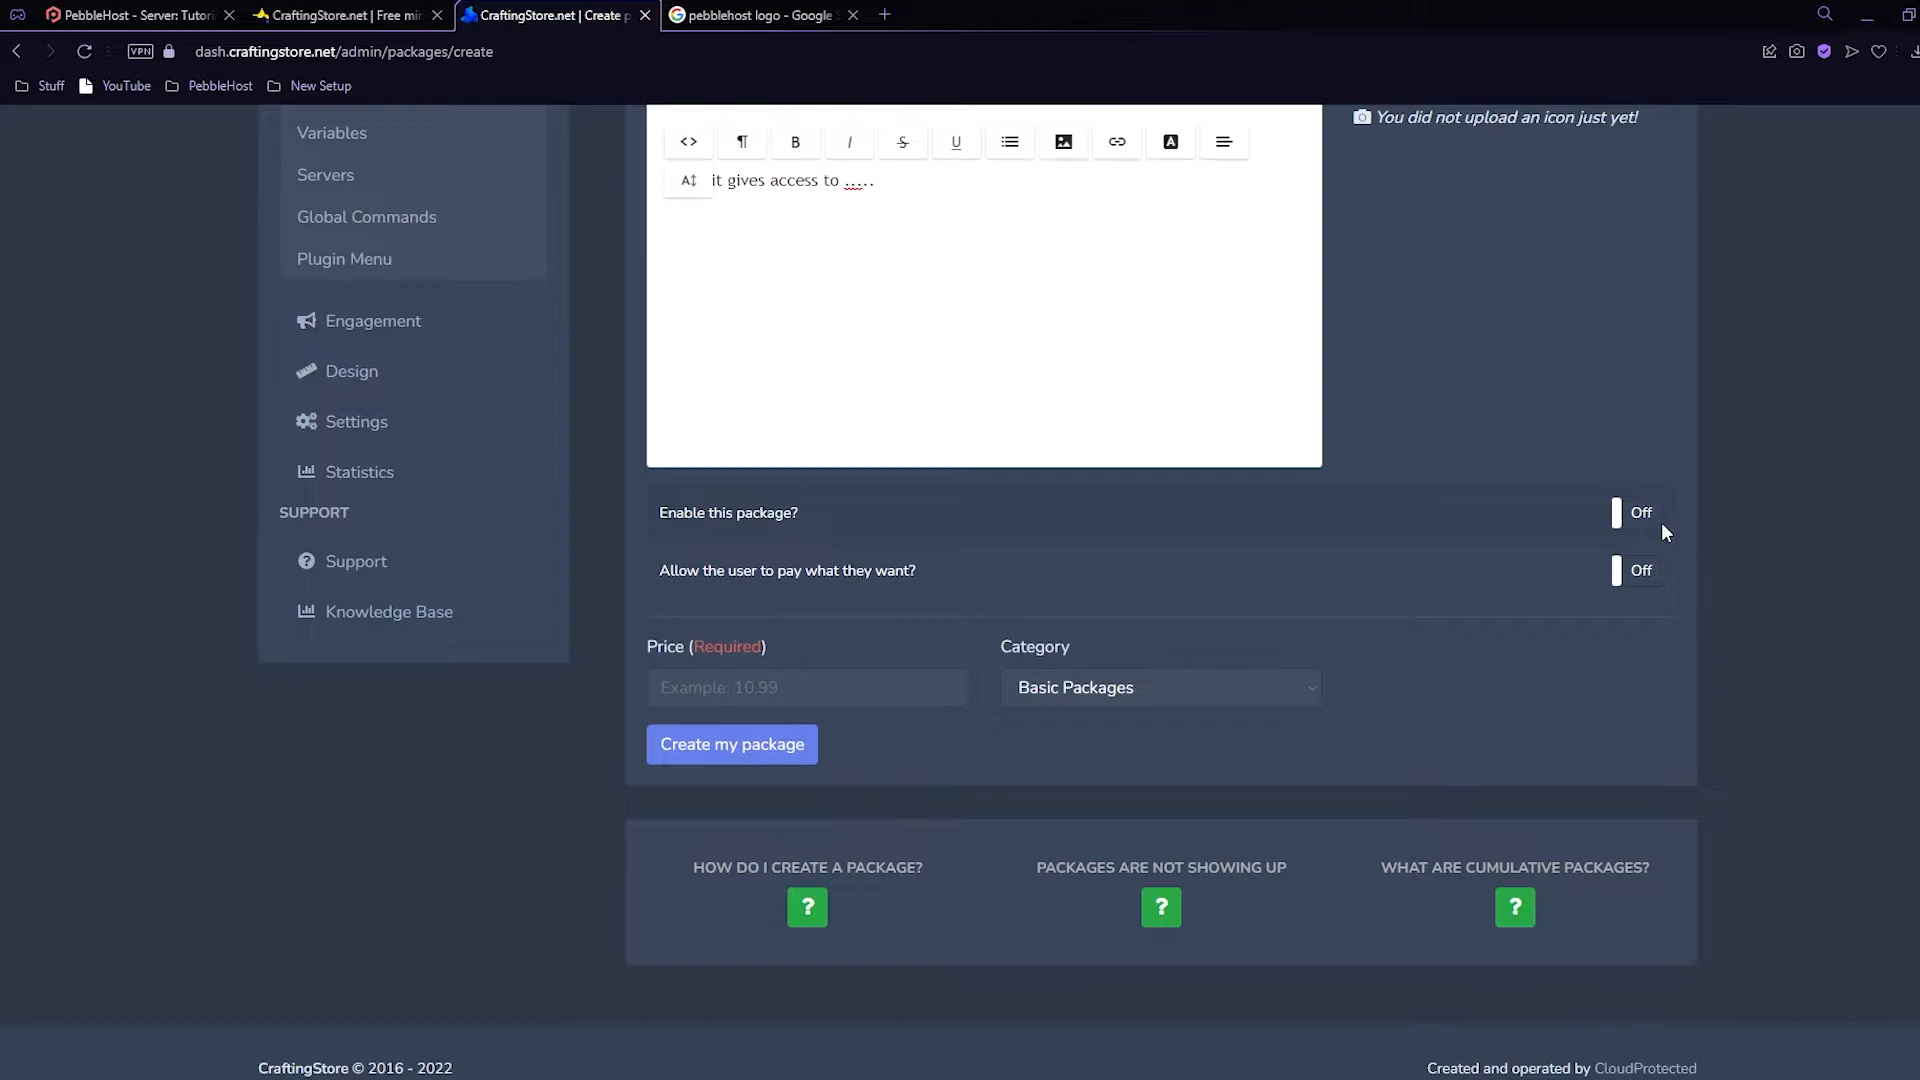 PebbleHost - Server: Tutori
CraftingStore.net | Free min
CraftingStore.net | Create p
pebblehost logo - Google
VPN
dash.craftingstore.net/admin/packages/create
Stuff
YouTube
PebbleHost
New Setup
Variables
Servers
Global Commands
Plugin Menu
Engagement
Design
Settings
Statistics
SUPPORT
Support
Knowledge Base
You did not upload an icon just yet!
<> ¶ B I S U A
A it gives access to .....
Enable this package?
Off
Allow the user to pay what they want?
Off
Price (Required)
Category
Example: 10.99
Basic Packages
Create my package
HOW DO I CREATE A PACKAGE?
?
PACKAGES ARE NOT SHOWING UP
?
WHAT ARE CUMULATIVE PACKAGES?
?
CraftingStore © 2016 - 2022
Created and operated by CloudProtected